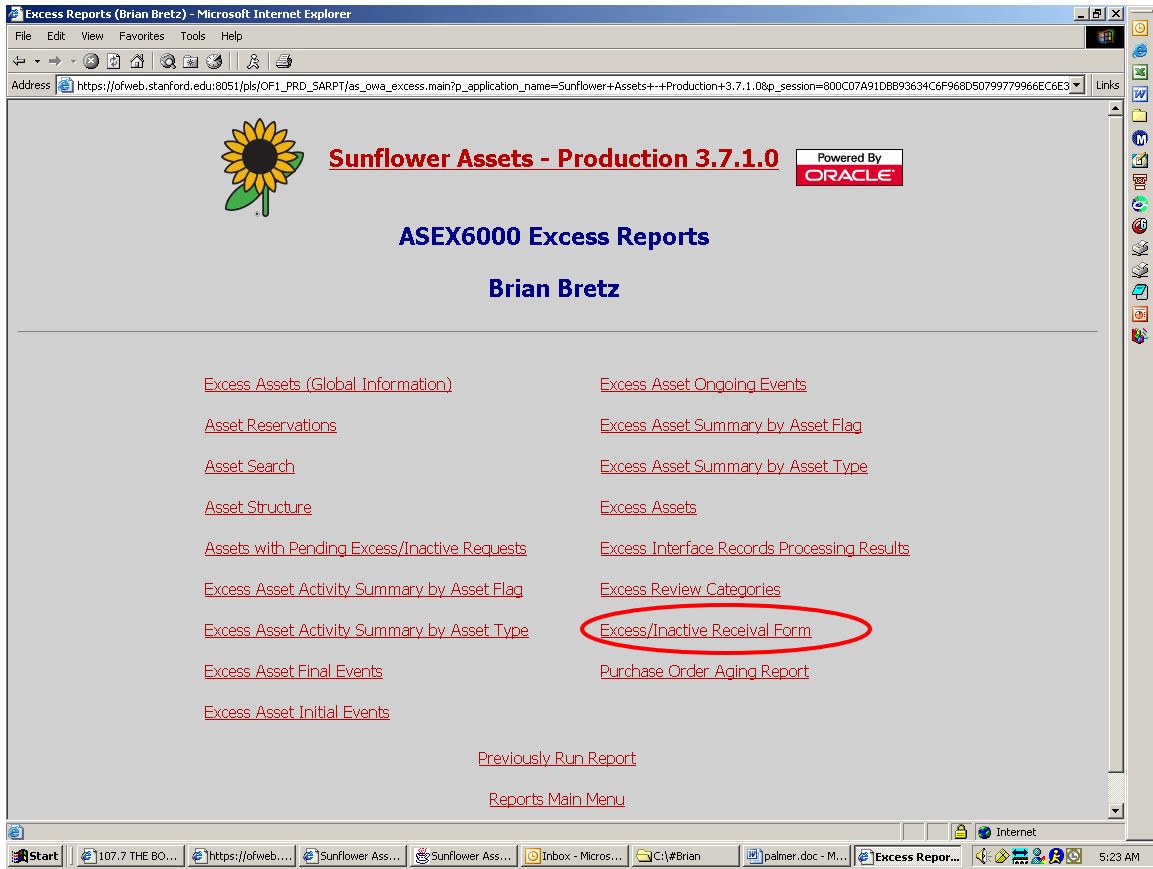 Excess Reports (Brian Bretz) - Microsoft Internet Explorer
File Edit View Favorites Tools Help
Address https://ofweb.stanford.edu:8051/pls/OF1_PRD_SARPT/as_owa_excess.main?p_application_name=Sunflower+Assets+-+Production+3.7.1.0&p_session=800C07A91DBB93634C6F968D50799779966EC6E3 Links
Sunflower Assets - Production 3.7.1.0
Powered By
ORACLE
ASEX6000 Excess Reports
Brian Bretz
Excess Assets (Global Information) Excess Asset Ongoing Events
Asset Reservations Excess Asset Summary by Asset Flag
Asset Search Excess Asset Summary by Asset Type
Asset Structure Excess Assets
Assets with Pending Excess/Inactive Requests Excess Interface Records Processing Results
Excess Asset Activity Summary by Asset Flag Excess Review Categories
Excess Asset Activity Summary by Asset Type Excess/Inactive Receival Form
Excess Asset Final Events Purchase Order Aging Report
Excess Asset Initial Events
Previously Run Report
Reports Main Menu
Internet
Start 107.7 THE BO... https://ofweb.... Sunflower Ass... Sunflower Ass... Inbox - Micros... C:\#Brian palmer.doc - M... Excess Repor... 5:23 AM